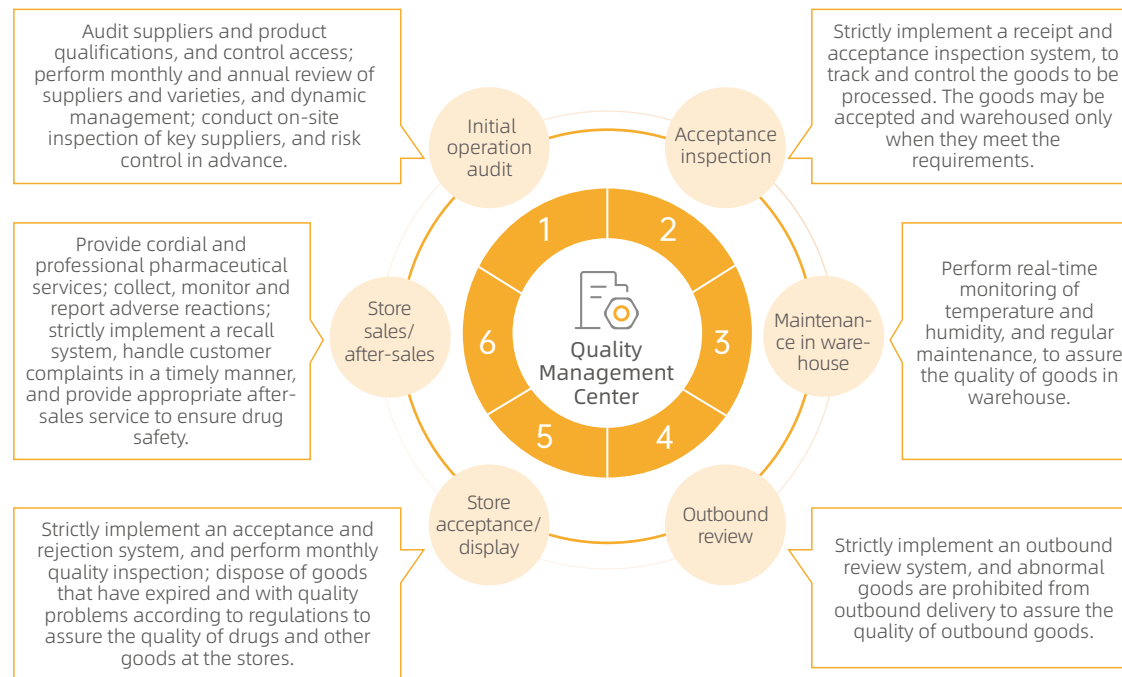 Audit suppliers and product
qualifications, and control access;
perform monthly and annual review of
suppliers and varieties, and dynamic
management; conduct on-site
inspection of key suppliers, and risk
control in advance.
Initial
operation
audit
Acceptance
inspection
Strictly implement a receipt and
acceptance inspection system, to
track and control the goods to be
processed. The goods may be
accepted and warehoused only
when they meet the
requirements.
Provide cordial and
professional pharmaceutical
services; collect, monitor and
report adverse reactions;
strictly implement a recall
system, handle customer
complaints in a timely manner,
and provide appropriate after-
sales service to ensure drug
safety.
Store
sales/
after-sales
1
2
3
4
5
6
Quality
Management
Center
Maintenan-
ce in ware-
house
Perform real-time
monitoring of
temperature and
humidity, and regular
maintenance, to assure
the quality of goods in
warehouse.
Strictly implement an acceptance and
rejection system, and perform monthly
quality inspection; dispose of goods
that have expired and with quality
problems according to regulations to
assure the quality of drugs and other
goods at the stores.
Store
acceptance/
display
Outbound
review
Strictly implement an outbound
review system, and abnormal
goods are prohibited from
outbound delivery to assure the
quality of outbound goods.